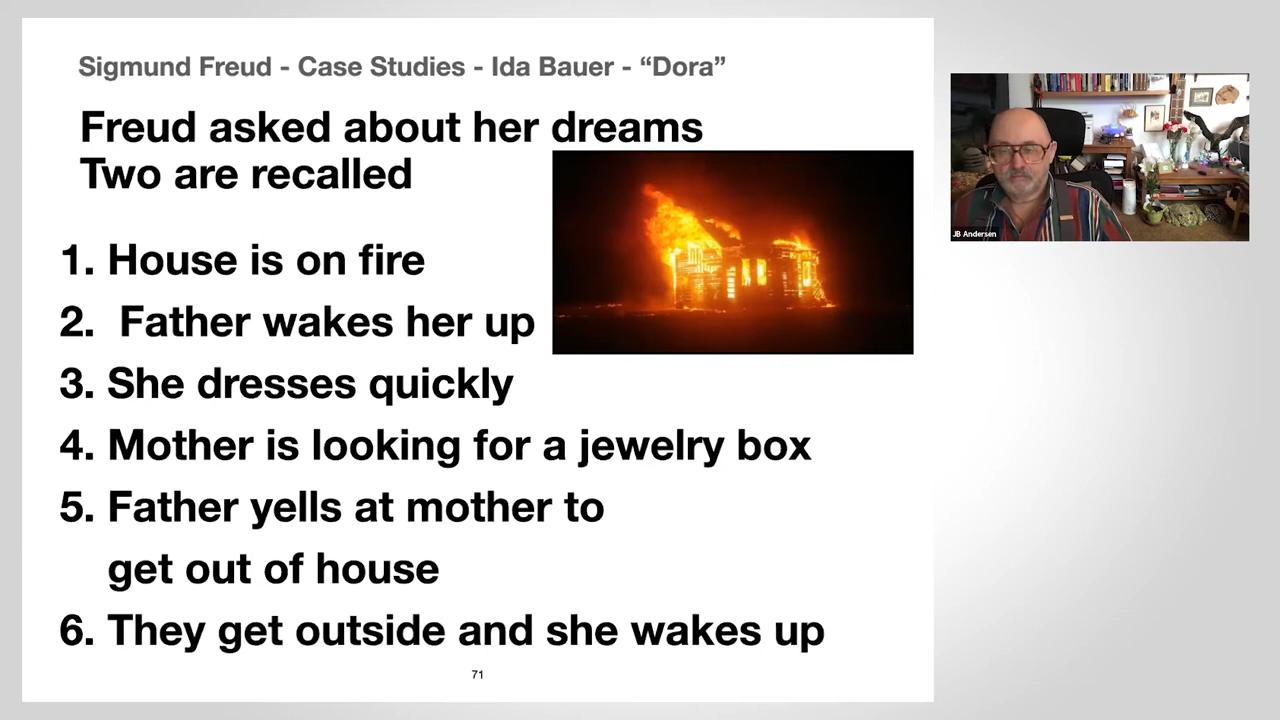 Sigmund Freud - Case Studies - Ida Bauer - “Dora”
Freud asked about her dreams
Two are recalled
1. House is on fire
2. Father wakes her up
3. She dresses quickly
4. Mother is looking for a jewelry box
5. Father yells at mother to
get out of house
6. They get outside and she wakes up
71
JB Andersen